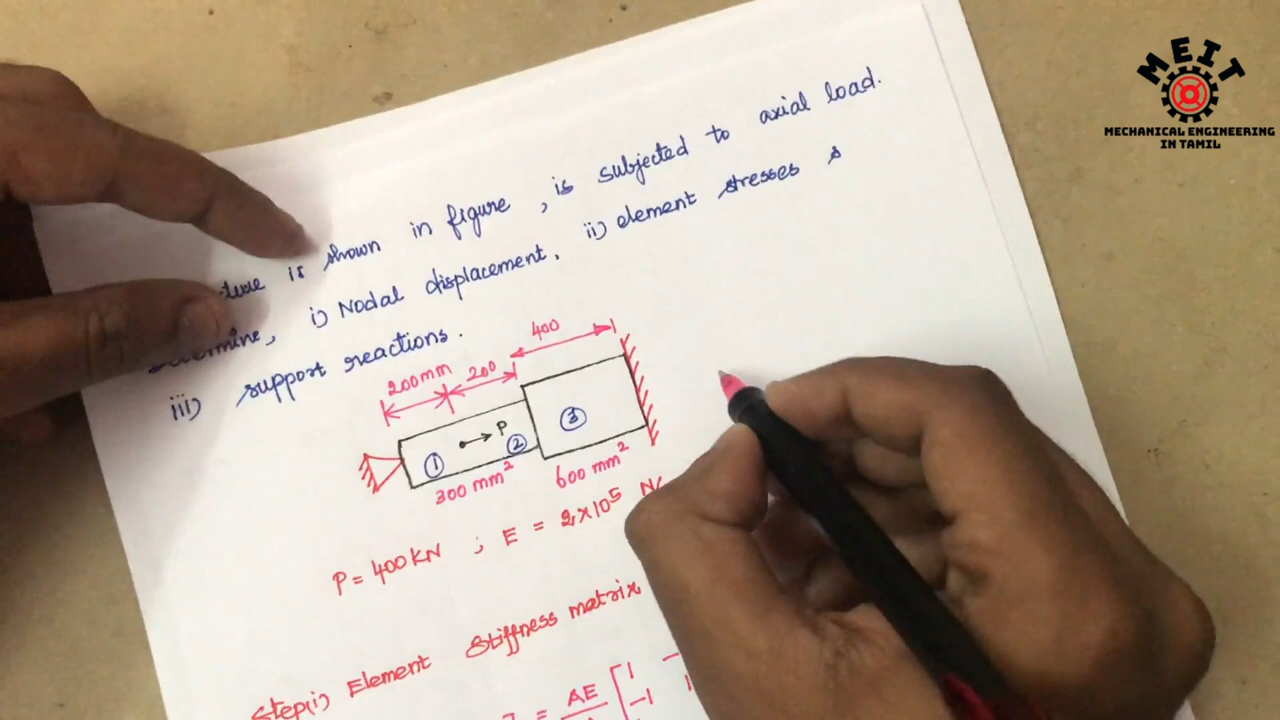 is shown in figure, is subjected to axial load.
i) Nodal displacement. ii) element stresses &
iii) support reactions.
200mm 200 400
P
① ② ③
300 mm² 600 mm²
P = 400 KN ; E = 2×10⁵ N/
Step(i) Element Stiffness matrix
= AE [1 -
-1 1
MEIT
MECHANICAL ENGINEERING
IN TAMIL